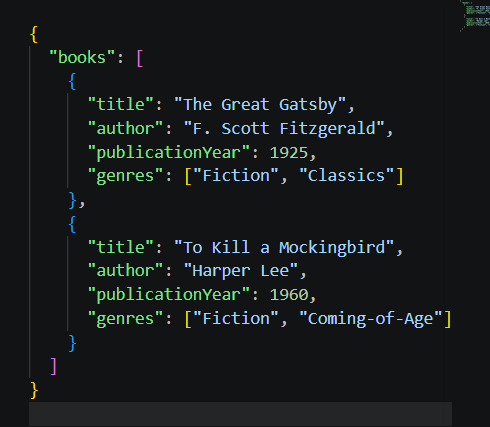 {
  "books": [
    {
      "title": "The Great Gatsby",
      "author": "F. Scott Fitzgerald",
      "publicationYear": 1925,
      "genres": ["Fiction", "Classics"]
    },
    {
      "title": "To Kill a Mockingbird",
      "author": "Harper Lee",
      "publicationYear": 1960,
      "genres": ["Fiction", "Coming-of-Age"]
    }
  ]
}